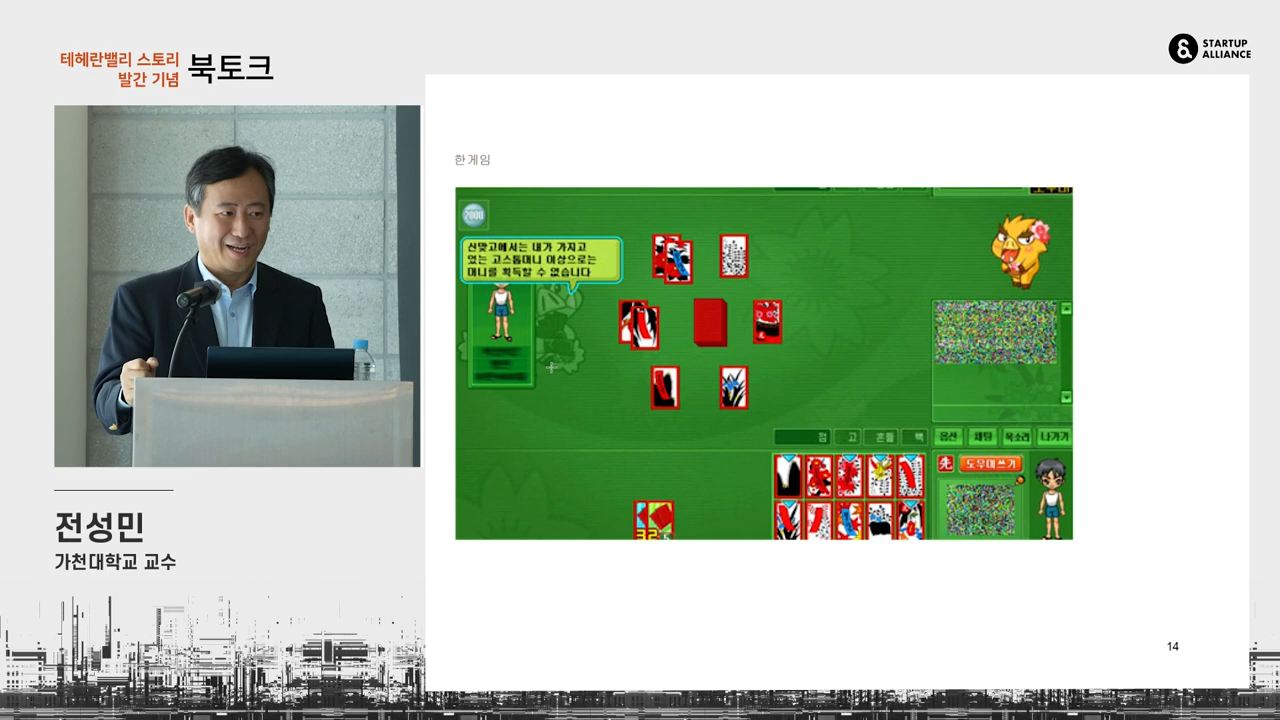 테헤란밸리 스토리
발간 기념
북토크
STARTUP
ALLIANCE
한게임
2000
신맞고에서는 내가 가지고
있는 고스톱머니 이상으로는
머니를 획득할 수 없습니다
점 고 흔들 뻑
옵션 채팅 목소리 나가기
先 도우미쓰기
전성민
가천대학교 교수
14